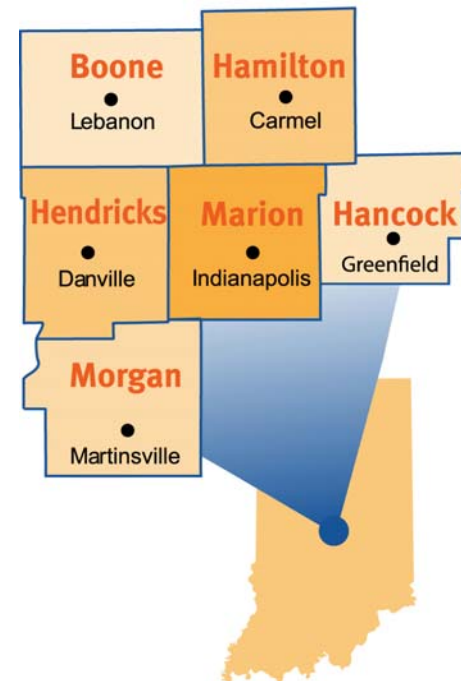 Boone
Lebanon
Hamilton
Carmel
Hendricks
Danville
Marion
Indianapolis
Hancock
Greenfield
Morgan
Martinsville